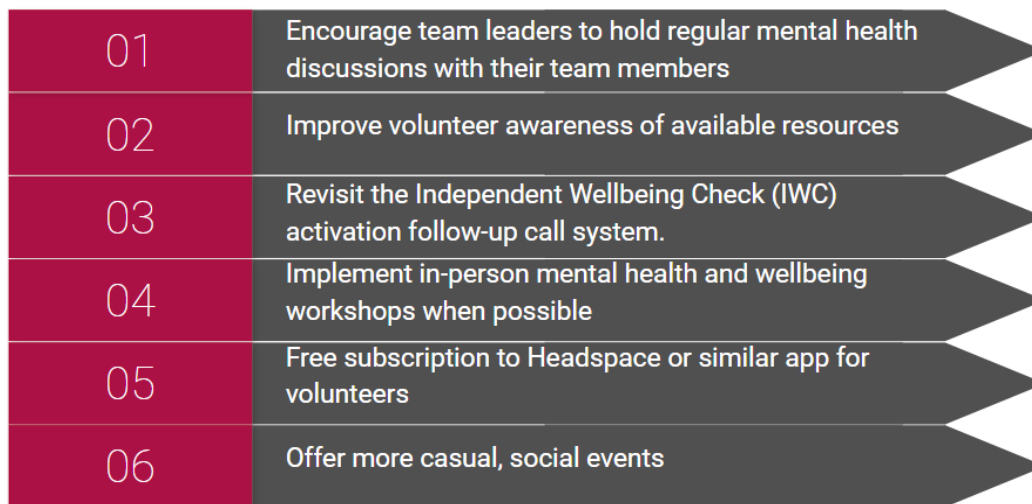 01
Encourage team leaders to hold regular mental health
discussions with their team members
02
Improve volunteer awareness of available resources
03
Revisit the Independent Wellbeing Check (IWC)
activation follow-up call system.
04
Implement in-person mental health and wellbeing
workshops when possible
05
Free subscription to Headspace or similar app for
volunteers
06
Offer more casual, social events